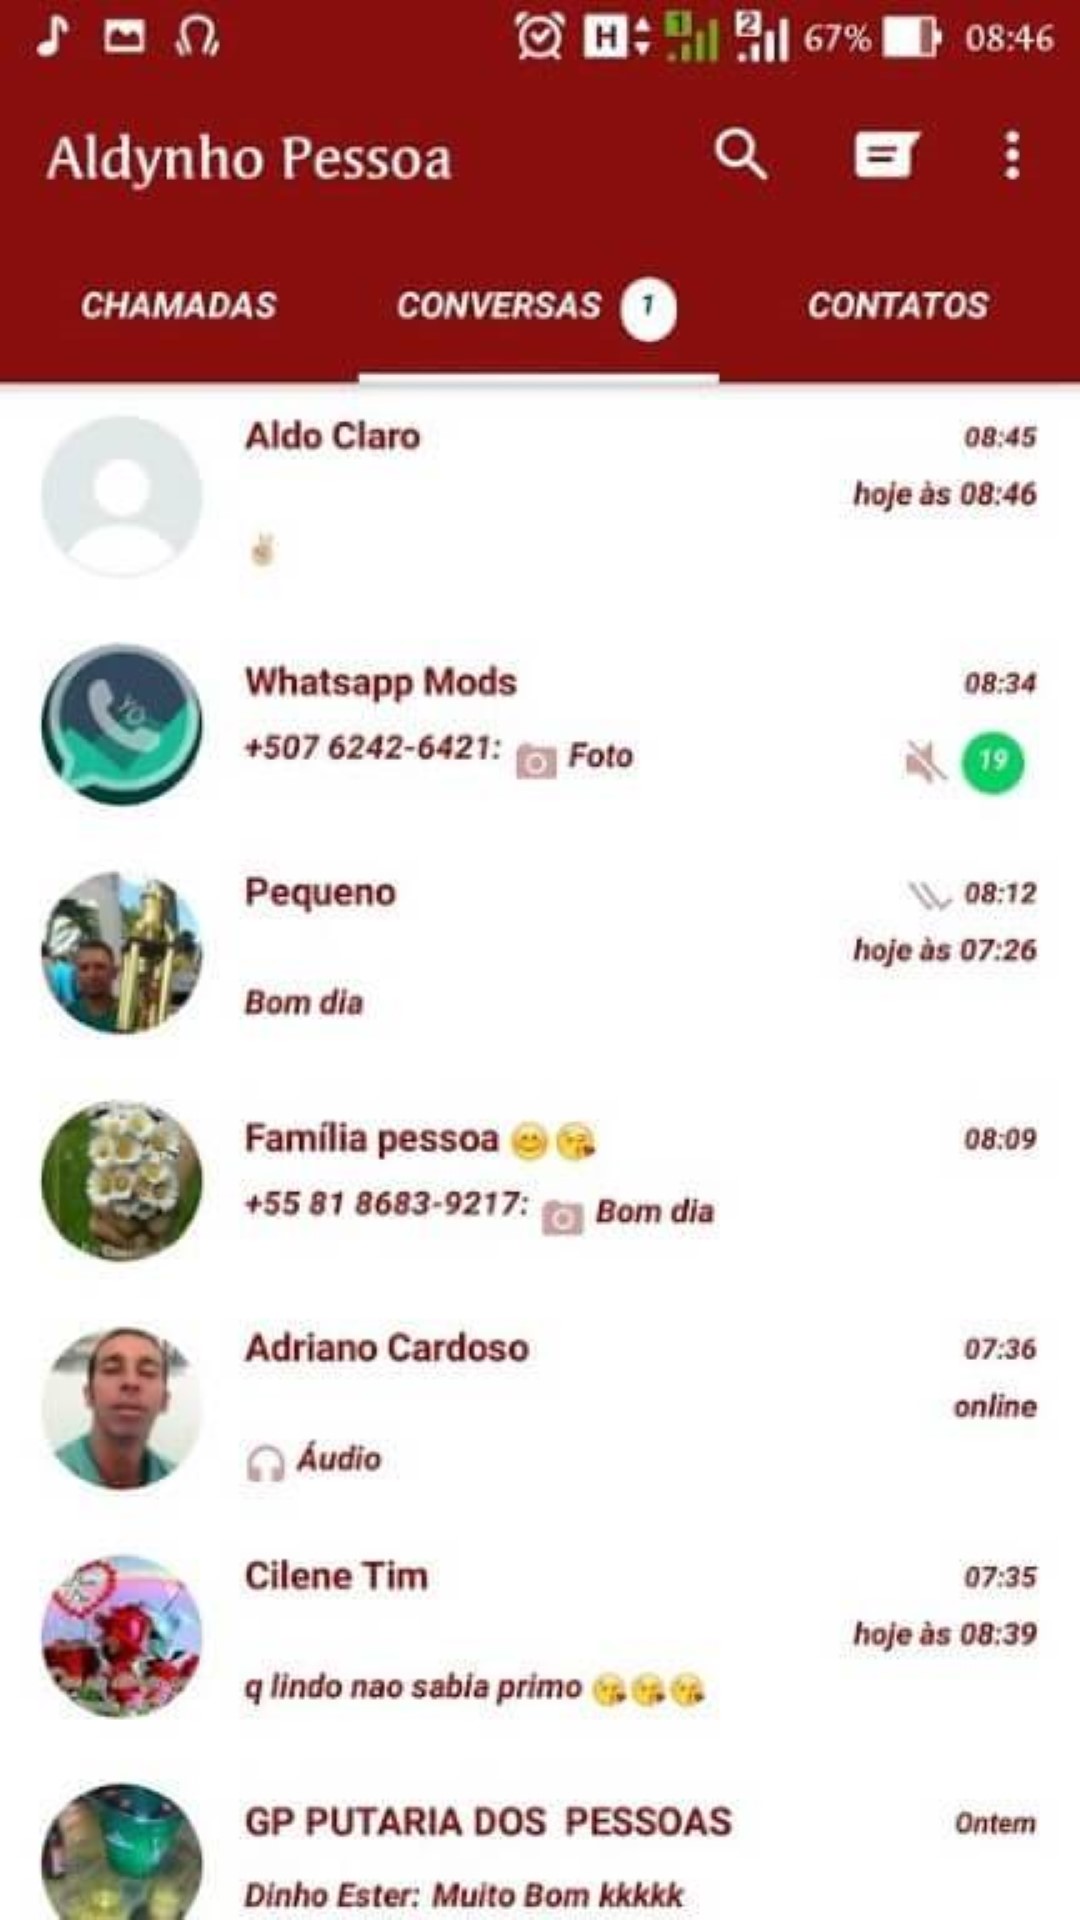 67% 08:46
Aldynho Pessoa
CHAMADAS CONVERSAS 1 CONTATOS
Aldo Claro 08:45
hoje às 08:46
✌🏼
Whatsapp Mods 08:34
+507 6242-6421: Foto 19
Pequeno 08:12
hoje às 07:26
Bom dia
Família pessoa 😊😘 08:09
+55 81 8683-9217: Bom dia
Adriano Cardoso 07:36
online
Áudio
Cilene Tim 07:35
hoje às 08:39
q lindo nao sabia primo 😘😘😘
GP PUTARIA DOS PESSOAS Ontem
Dinho Ester: Muito Bom kkkkk